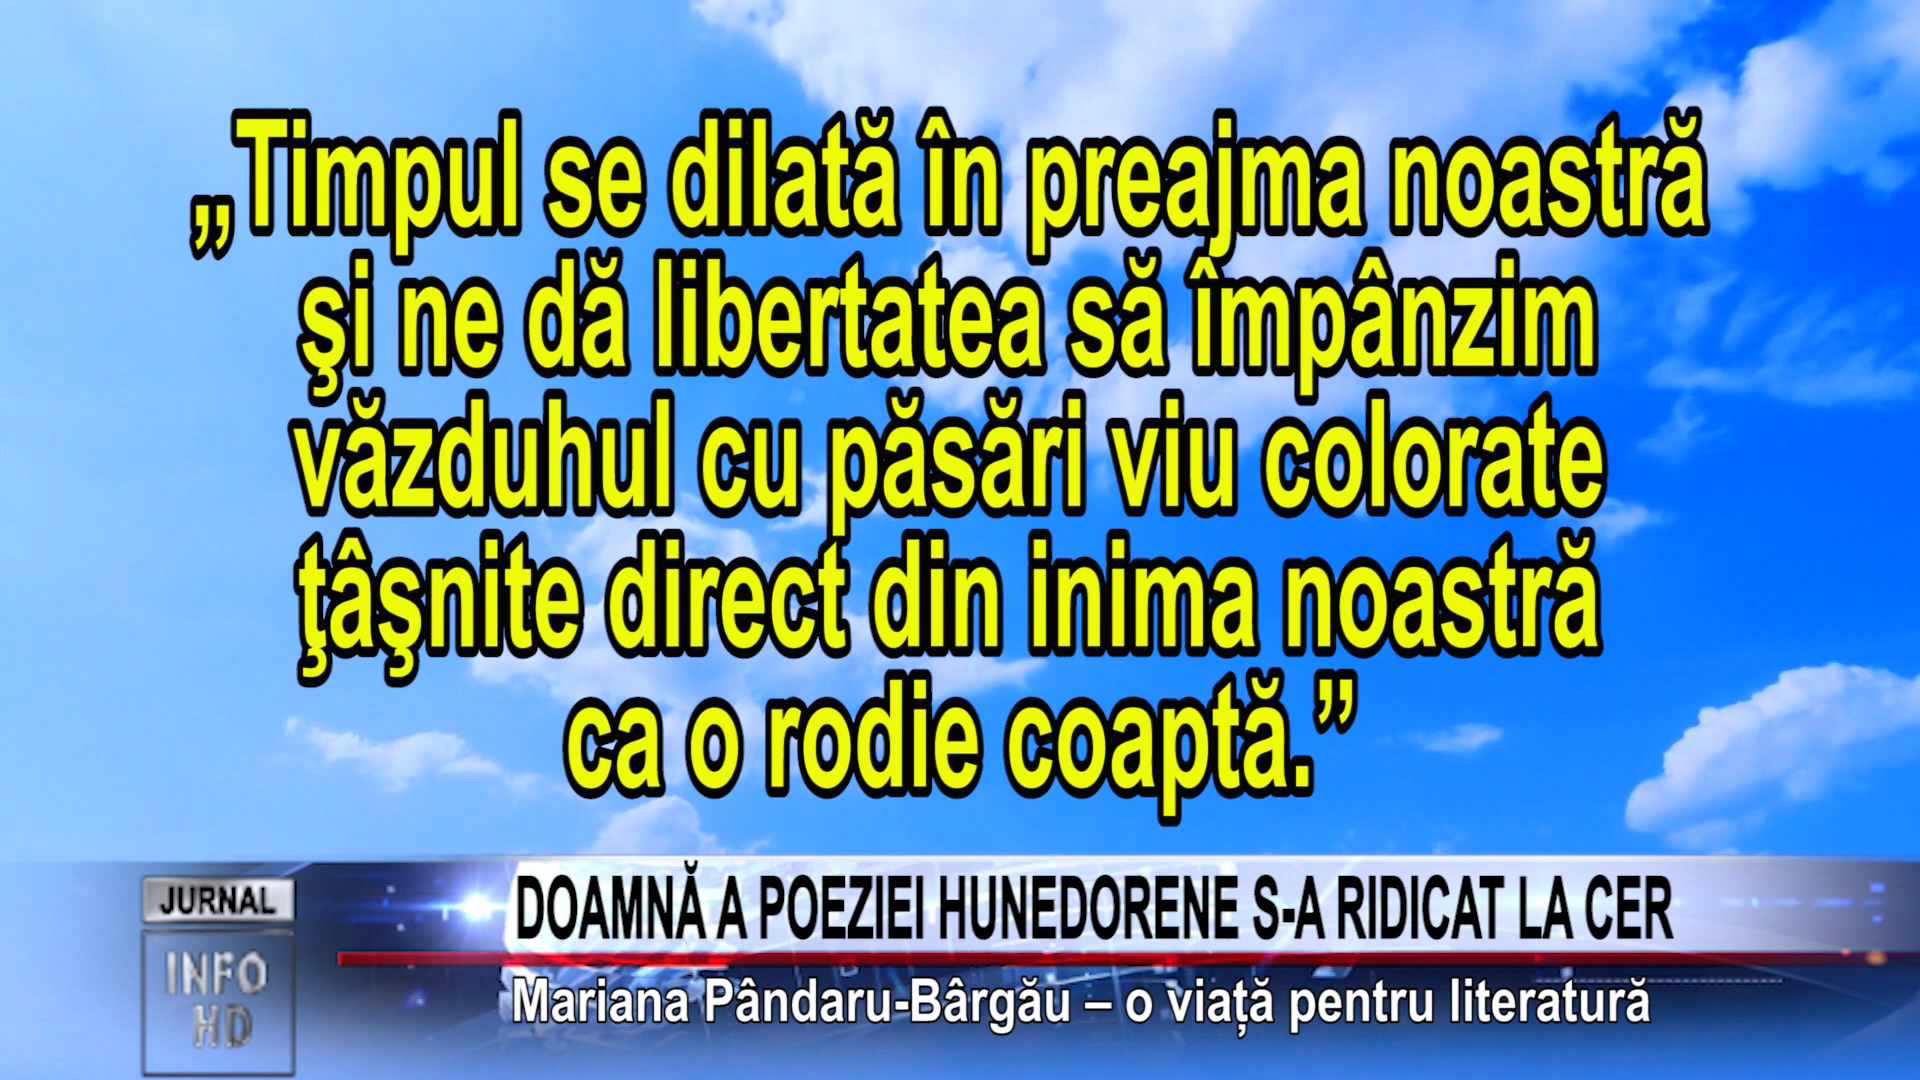 „Timpul se dilată în preajma noastră
şi ne dă libertatea să împânzim
văzduhul cu păsări viu colorate
ţâşnite direct din inima noastră
ca o rodie coaptă.”
JURNAL
INFO
HD
DOAMNĂ A POEZIEI HUNEDORENE S-A RIDICAT LA CER
Mariana Pândaru-Bârgău – o viață pentru literatură